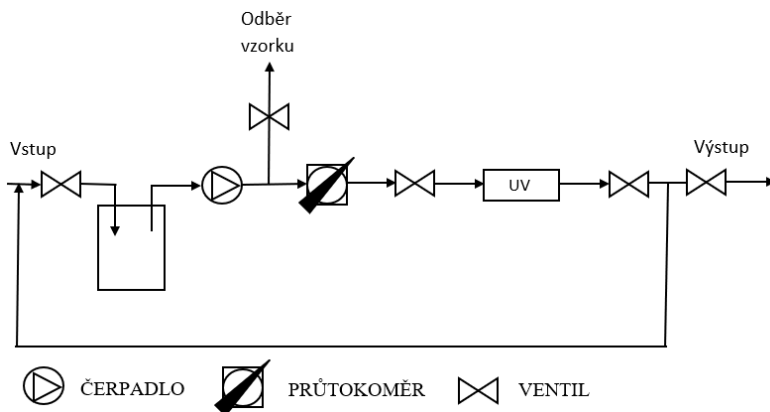 Odběr
vzorku
Vstup
Výstup
UV
ČERPADLO
PRŮTOKOMĚR
VENTIL